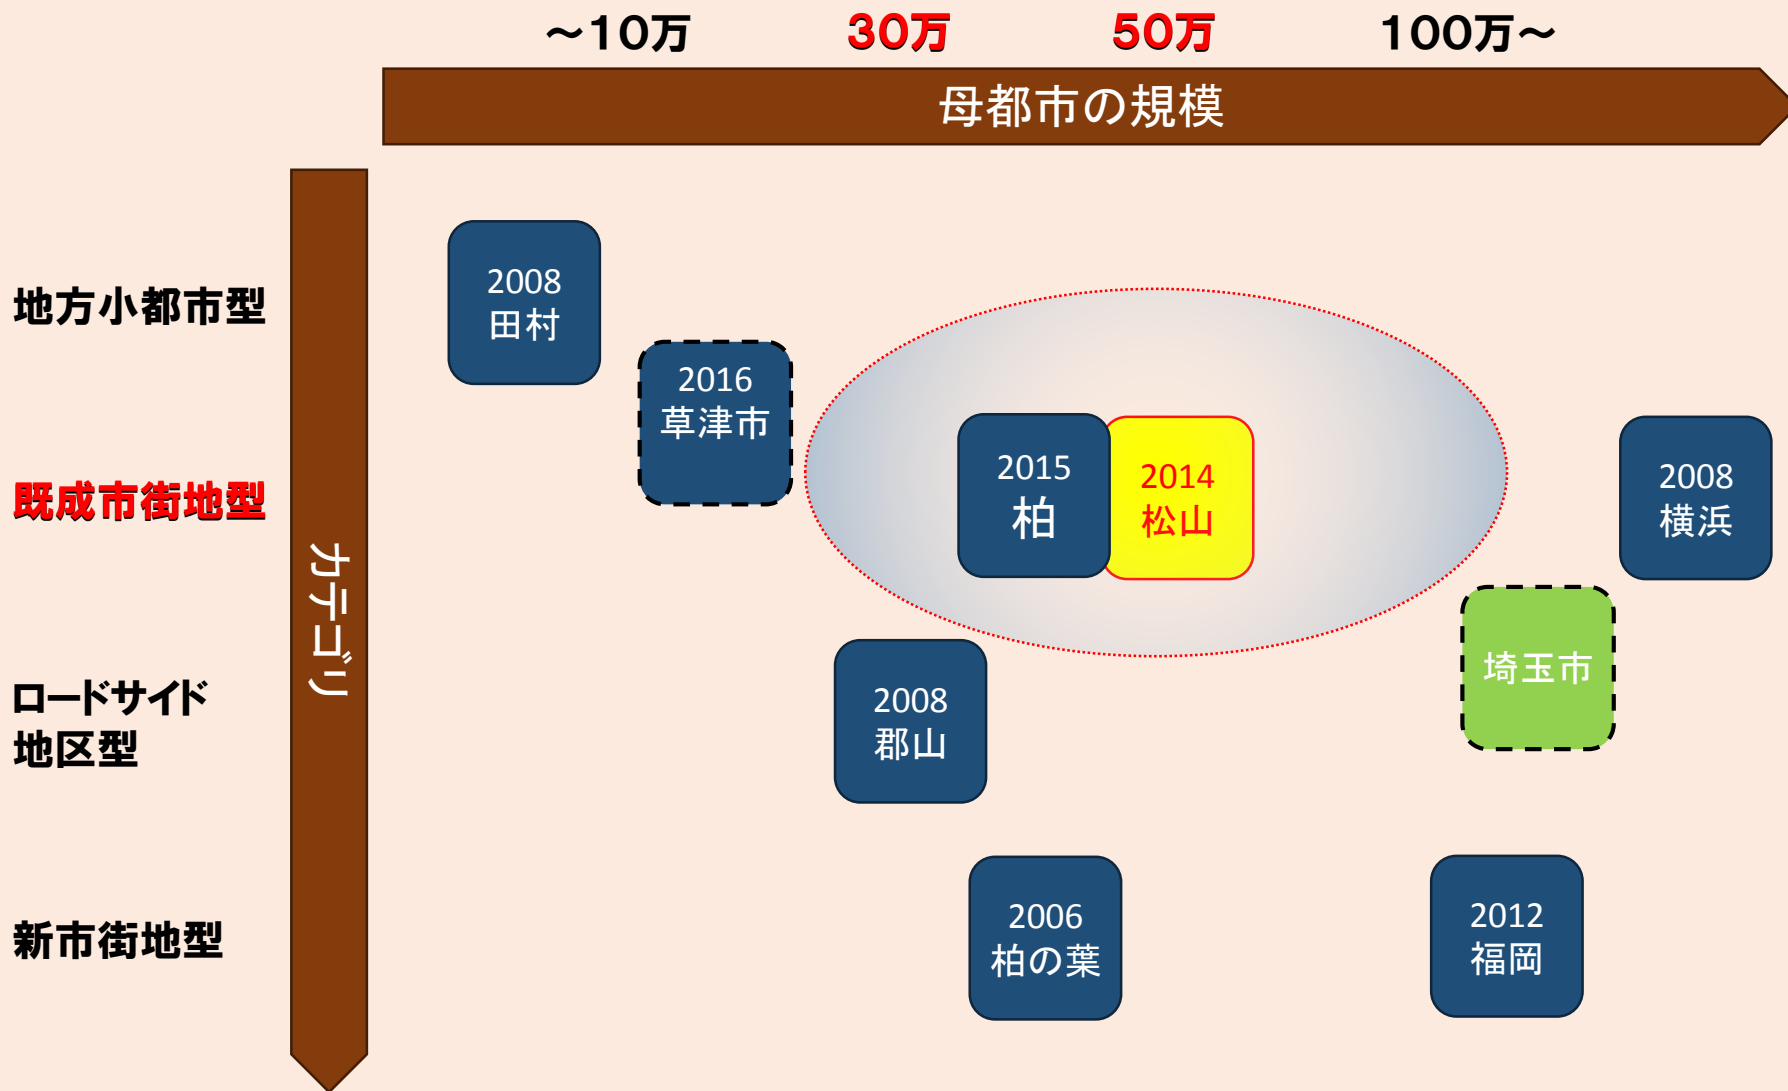 ～10万
30万
50万
100万～
母都市の規模
カテゴリ
地方小都市型
2008
田村
2016
草津市
既成市街地型
2015
柏
2014
松山
2008
横浜
埼玉市
ロードサイド
地区型
2008
郡山
新市街地型
2006
柏の葉
2012
福岡